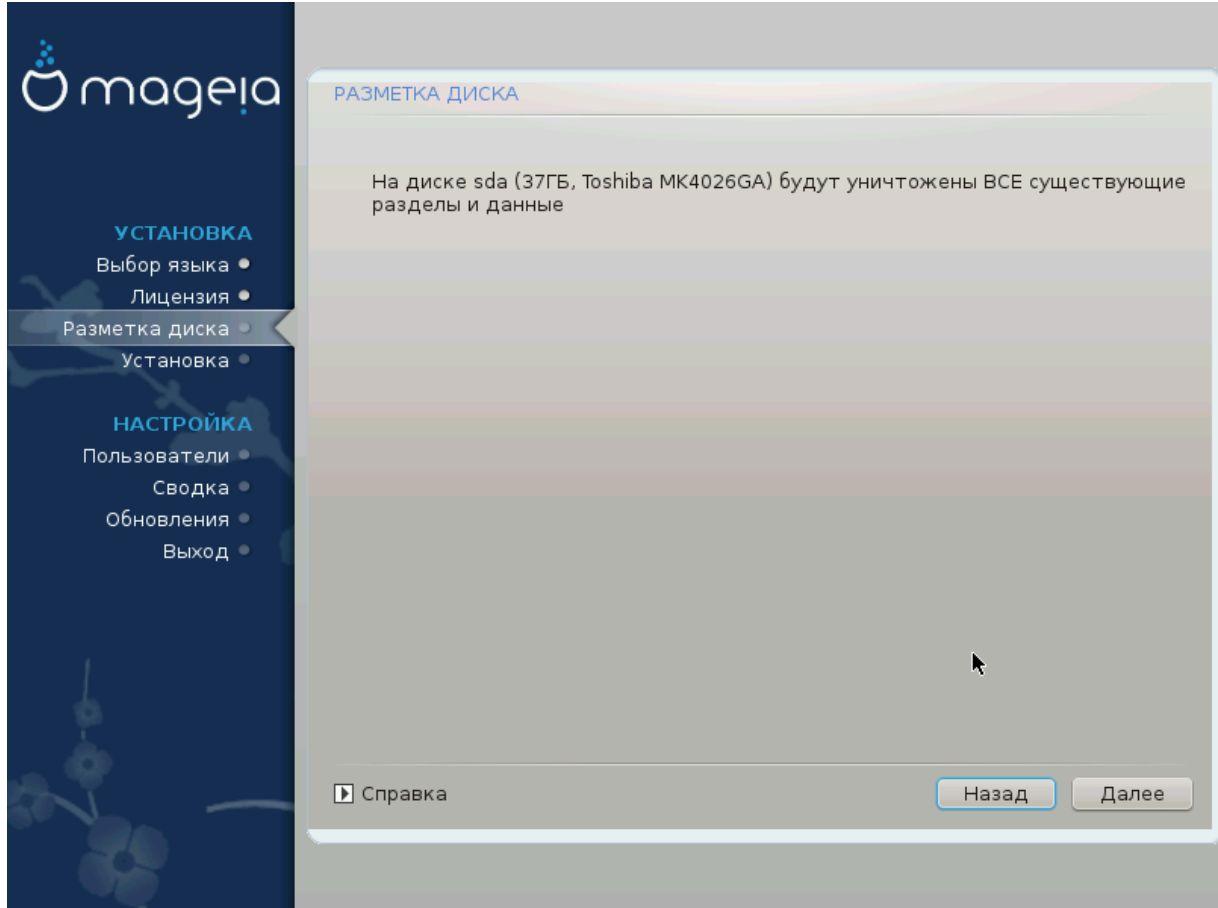 mageia
УСТАНОВКА
Выбор языка
Лицензия
Разметка диска
Установка
НАСТРОЙКА
Пользователи
Сводка
Обновления
Выход
РАЗМЕТКА ДИСКА
На диске sda (37ГБ, Toshiba MK4026GA) будут уничтожены ВСЕ существующие
разделы и данные
Справка
Назад
Далее